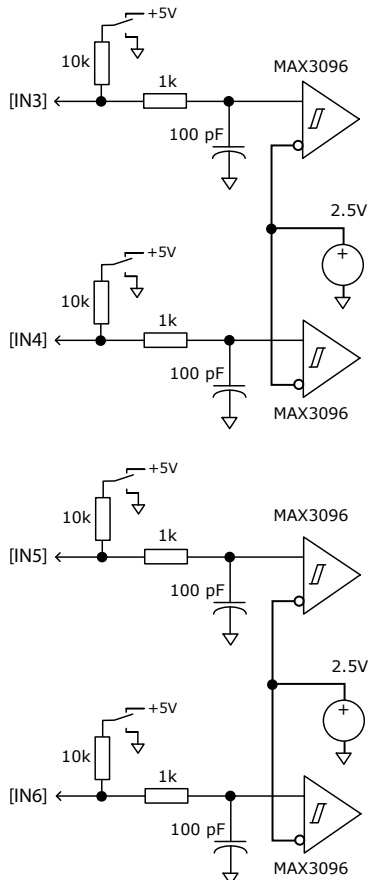 +5V
10k
1k
MAX3096
[IN3]
100 pF
2.5V
+
+5V
10k
1k
[IN4]
100 pF
MAX3096
+5V
10k
1k
MAX3096
[IN5]
100 pF
2.5V
+
+5V
10k
1k
[IN6]
100 pF
MAX3096